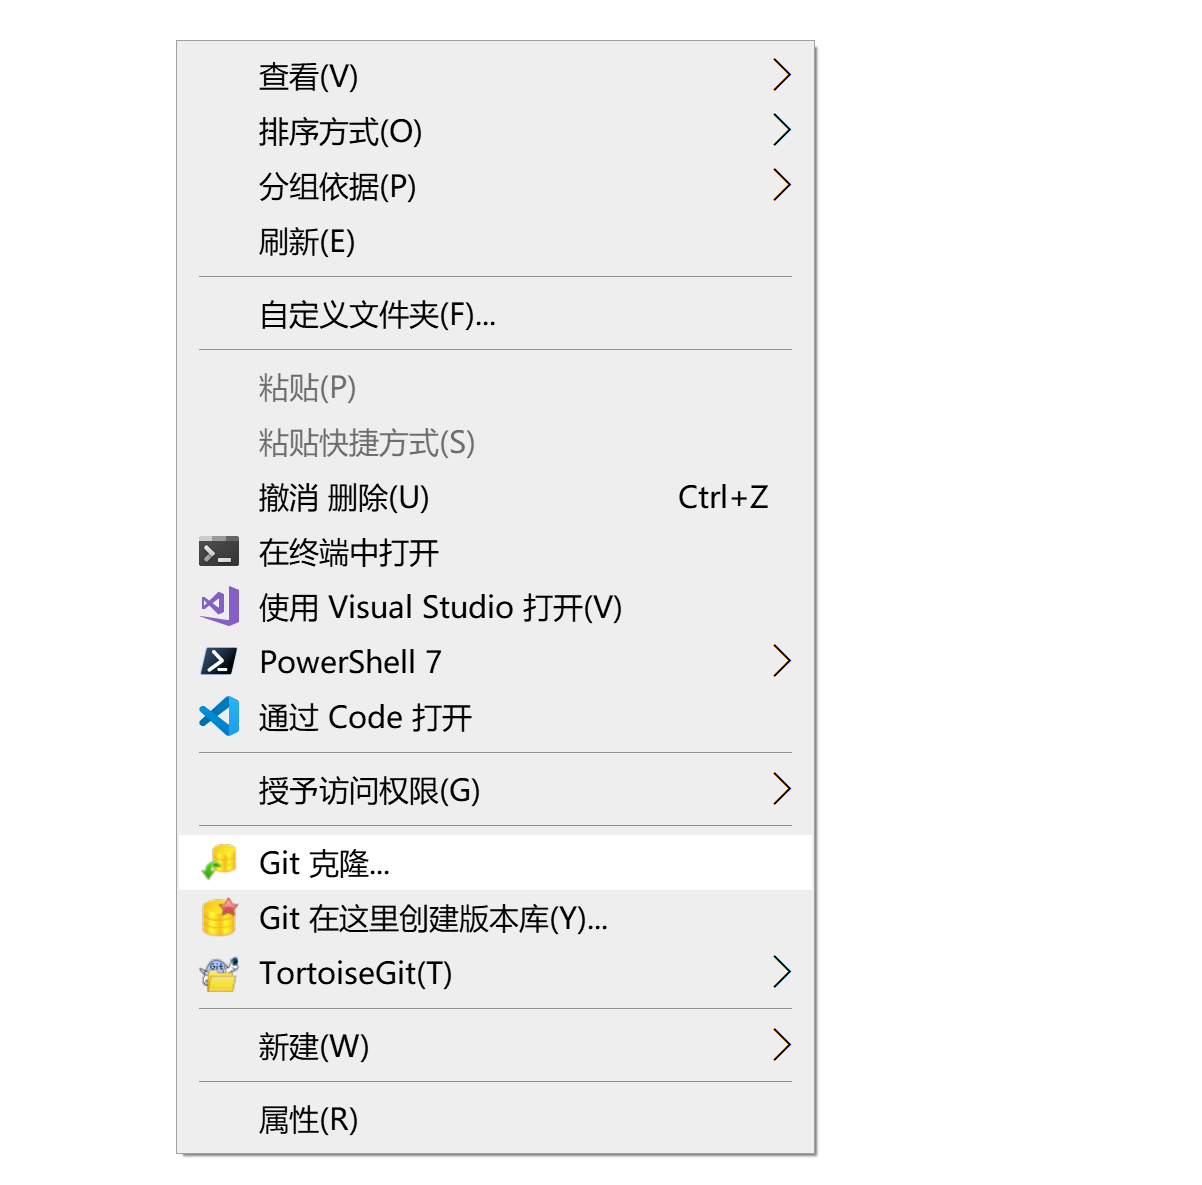 查看(V)
排序方式(O)
分组依据(P)
刷新(E)
自定义文件夹(F)...
粘贴(P)
粘贴快捷方式(S)
撤消 删除(U) Ctrl+Z
在终端中打开
使用 Visual Studio 打开(V)
PowerShell 7
通过 Code 打开
授予访问权限(G)
Git 克隆...
Git 在这里创建版本库(Y)...
TortoiseGit(T)
新建(W)
属性(R)